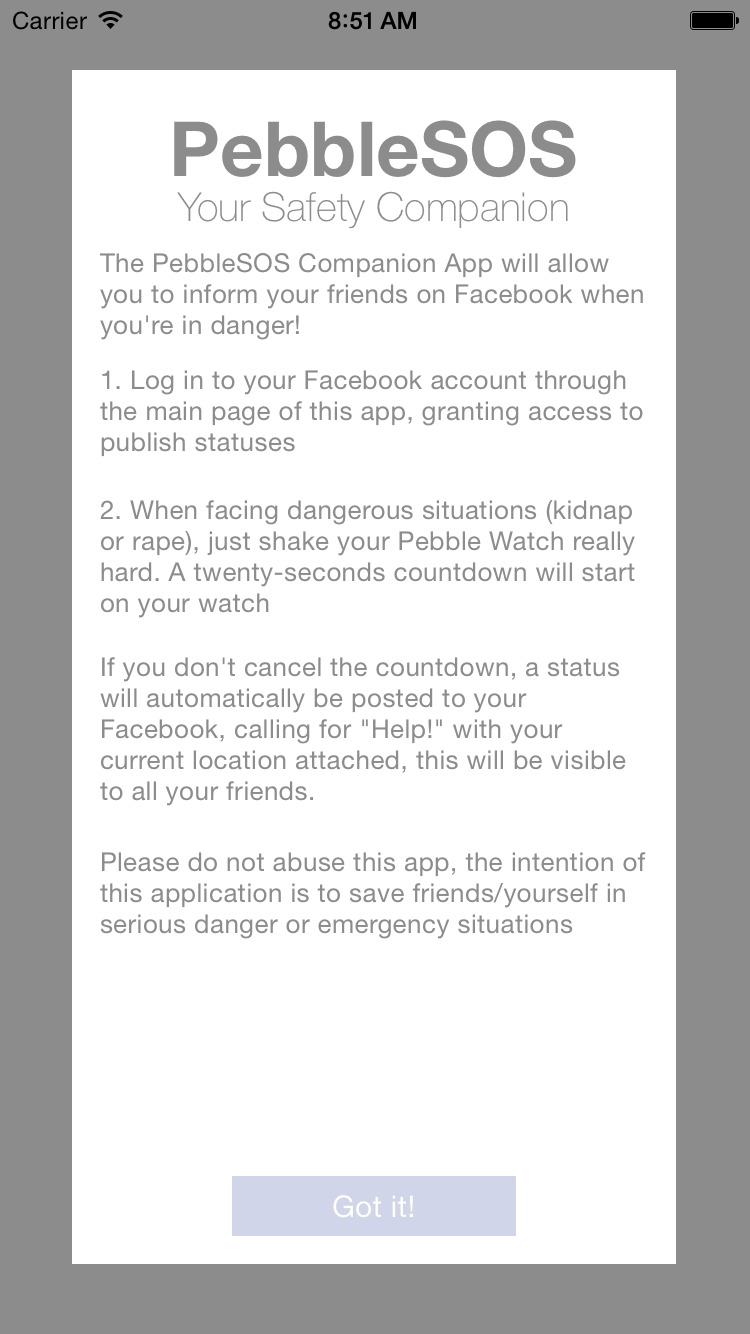 Carrier 8:51 AM
PebbleSOS
Your Safety Companion
The PebbleSOS Companion App will allow
you to inform your friends on Facebook when
you're in danger!
1. Log in to your Facebook account through
the main page of this app, granting access to
publish statuses
2. When facing dangerous situations (kidnap
or rape), just shake your Pebble Watch really
hard. A twenty-seconds countdown will start
on your watch
If you don't cancel the countdown, a status
will automatically be posted to your
Facebook, calling for "Help!" with your
current location attached, this will be visible
to all your friends.
Please do not abuse this app, the intention of
this application is to save friends/yourself in
serious danger or emergency situations
Got it!